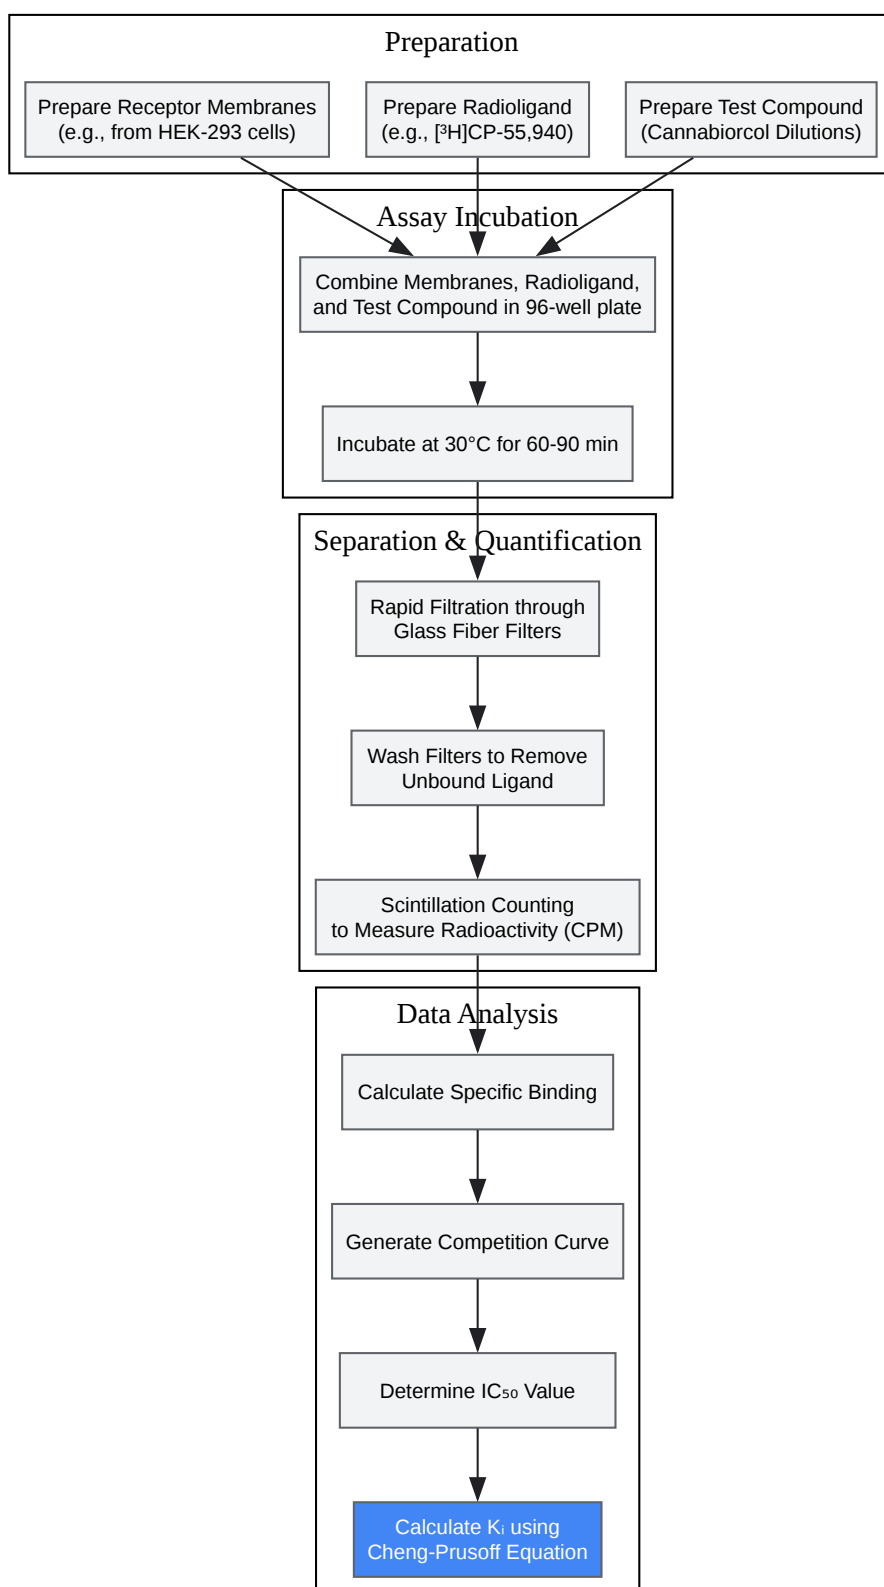 Preparation
Prepare Receptor Membranes
(e.g., from HEK-293 cells)
Prepare Radioligand
(e.g., [³H]CP-55,940)
Prepare Test Compound
(Cannabiorcol Dilutions)
Assay Incubation
Combine Membranes, Radioligand,
and Test Compound in 96-well plate
Incubate at 30°C for 60-90 min
Separation & Quantification
Rapid Filtration through
Glass Fiber Filters
Wash Filters to Remove
Unbound Ligand
Scintillation Counting
to Measure Radioactivity (CPM)
Data Analysis
Calculate Specific Binding
Generate Competition Curve
Determine IC₅₀ Value
Calculate Kᵢ using
Cheng-Prusoff Equation